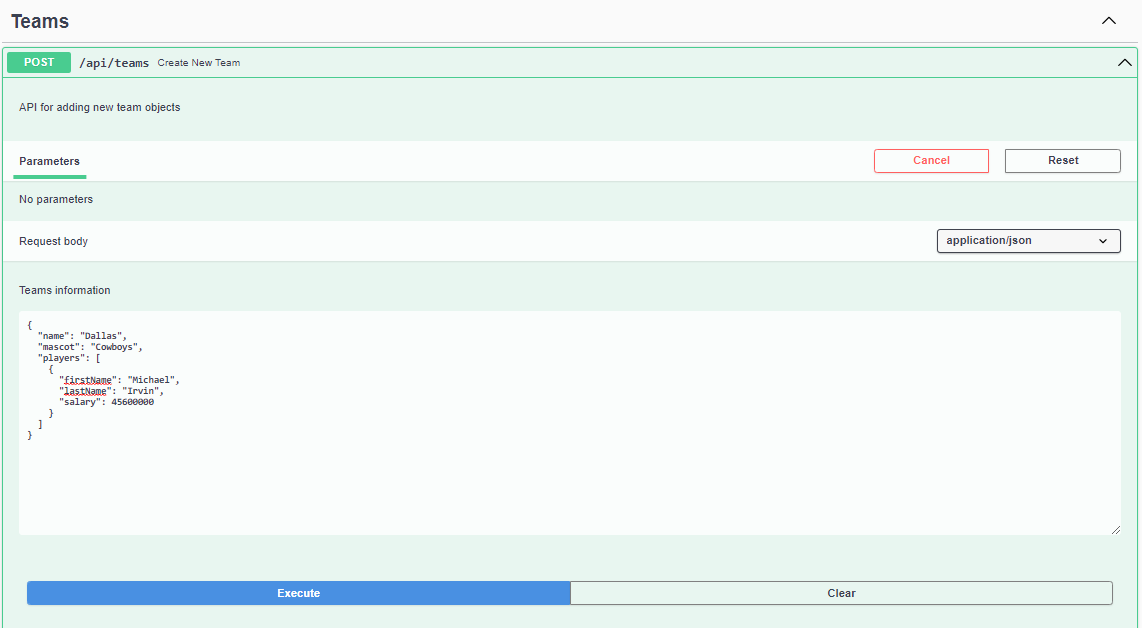 Teams
POST /api/teams Create New Team
API for adding new team objects
Parameters Cancel Reset
No parameters
Request body application/json
Teams information
{
  "name": "Dallas",
  "mascot": "Cowboys",
  "players": [
    {
      "firstName": "Michael",
      "lastName": "Irvin",
      "salary": 45600000
    }
  ]
}
Execute Clear